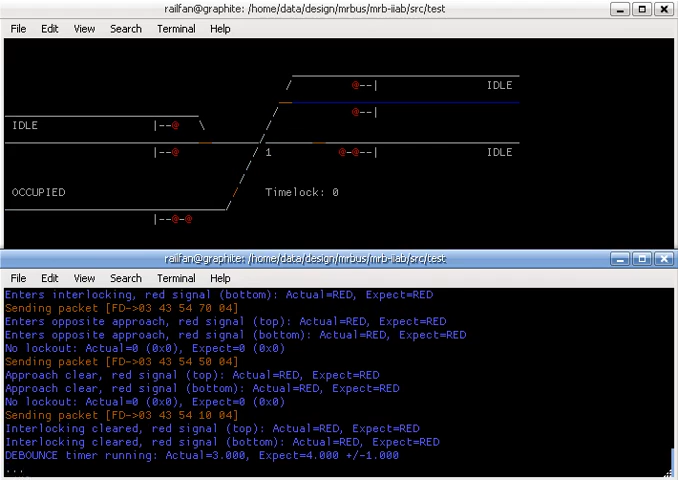 railfan@graphite: /home/data/design/mrbus/mrb-iiab/src/test
File Edit View Search Terminal Help
@--| IDLE
@--|
IDLE |--@ \
|--@ / 1 @-@--| IDLE
OCCUPIED / Timelock: 0
|--@-@
railfan@graphite: /home/data/design/mrbus/mrb-iiab/src/test
File Edit View Search Terminal Help
Enters interlocking, red signal (bottom): Actual=RED, Expect=RED
Sending packet [FD->03 43 54 70 04]
Enters opposite approach, red signal (top): Actual=RED, Expect=RED
Enters opposite approach, red signal (bottom): Actual=RED, Expect=RED
No lockout: Actual=0 (0x0), Expect=0 (0x0)
Sending packet [FD->03 43 54 50 04]
Approach clear, red signal (top): Actual=RED, Expect=RED
Approach clear, red signal (bottom): Actual=RED, Expect=RED
No lockout: Actual=0 (0x0), Expect=0 (0x0)
Sending packet [FD->03 43 54 10 04]
Interlocking cleared, red signal (top): Actual=RED, Expect=RED
Interlocking cleared, red signal (bottom): Actual=RED, Expect=RED
DEBOUNCE timer running: Actual=3.000, Expect=4.000 +/-1.000
...